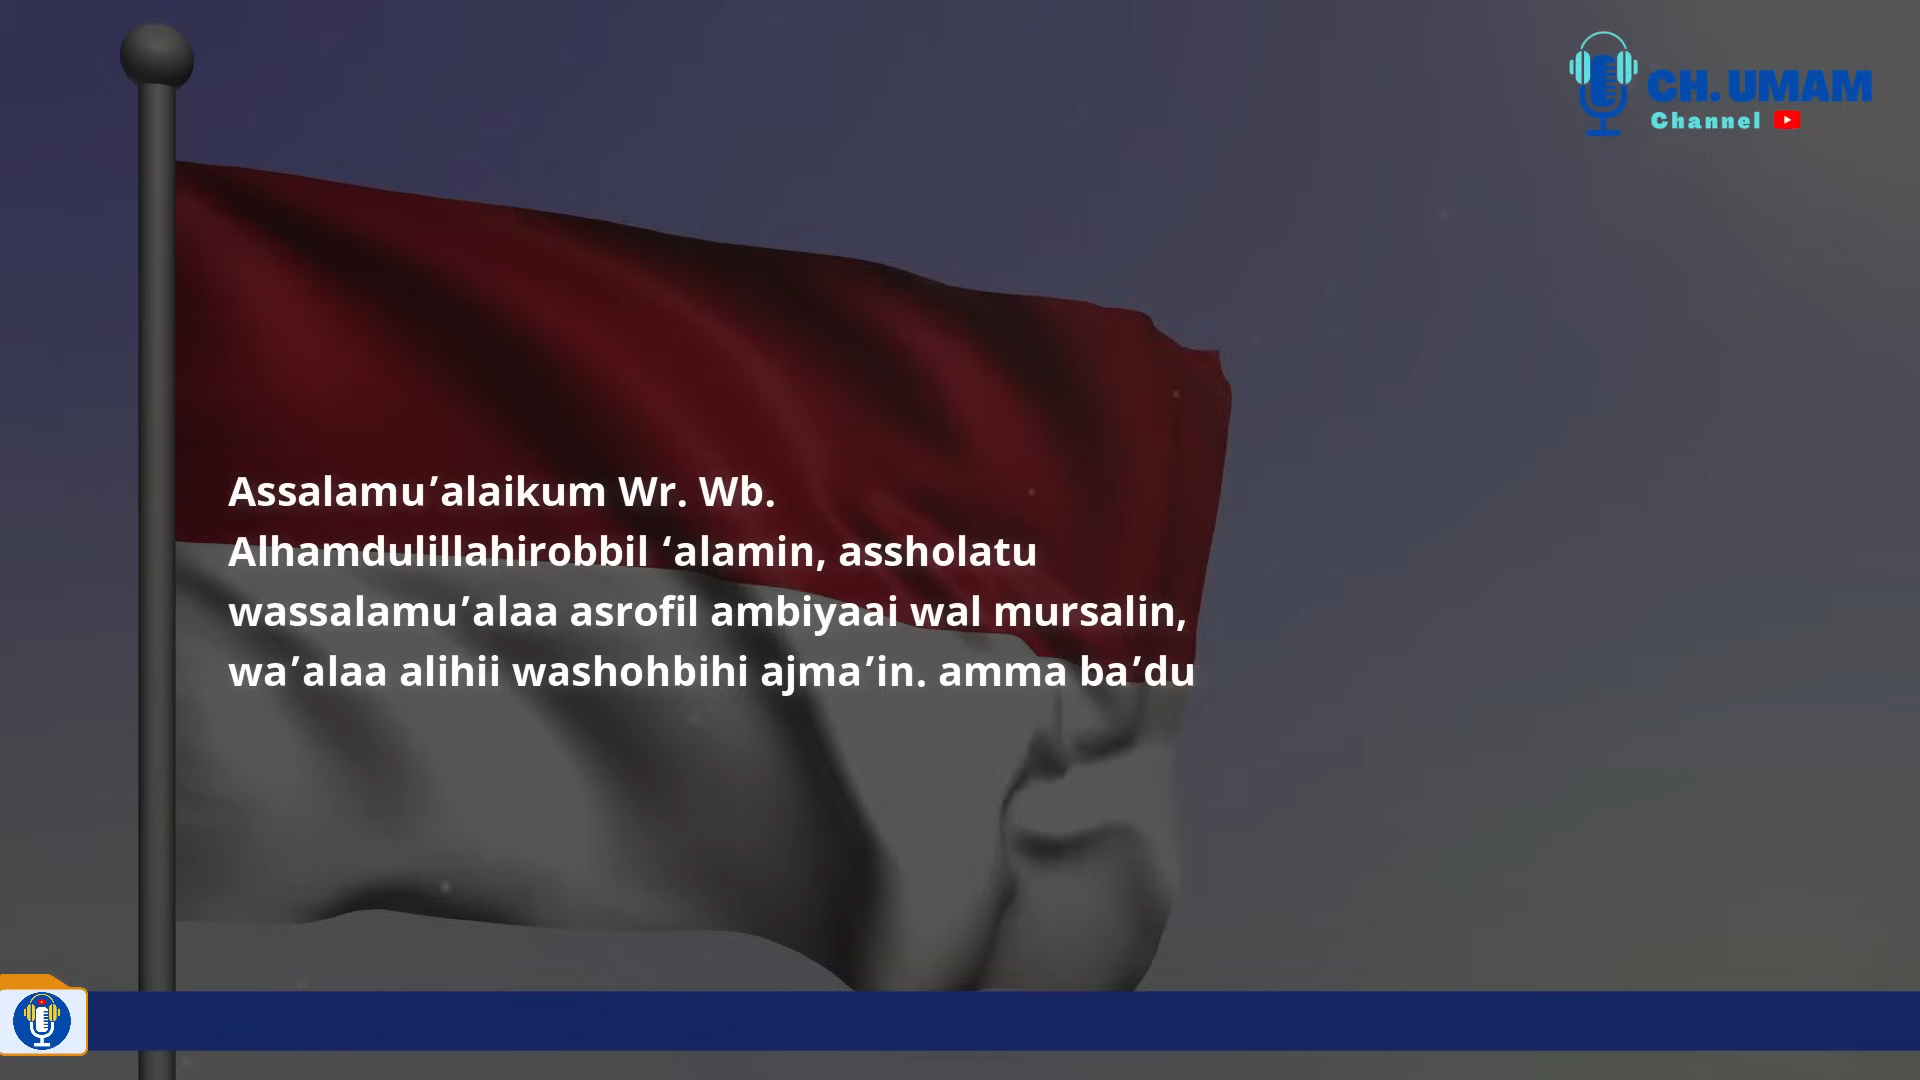 CH. UMAM
Channel
Assalamu’alaikum Wr. Wb.
Alhamdulillahirobbil ‘alamin, assholatu
wassalamu’alaa asrofil ambiyaai wal mursalin,
wa’alaa alihii washohbihi ajma’in. amma ba’du